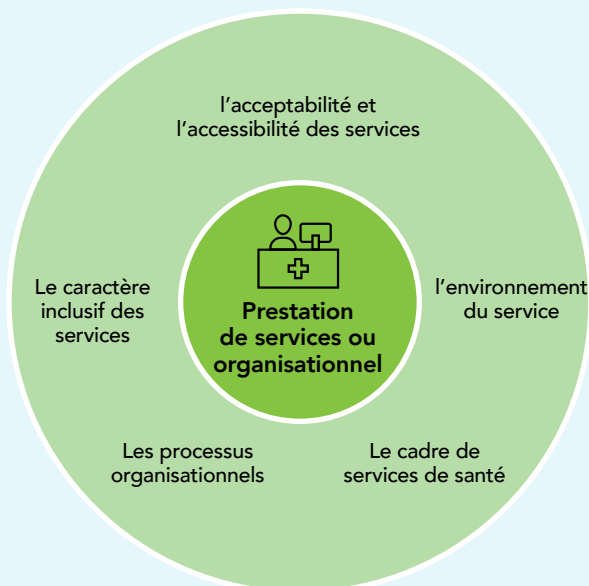 l'acceptabilité et
l'accessibilité des services
Le caractère
inclusif des
services
Prestation
de services ou
organisationnel
l'environnement
du service
Les processus
organisationnels
Le cadre de
services de santé